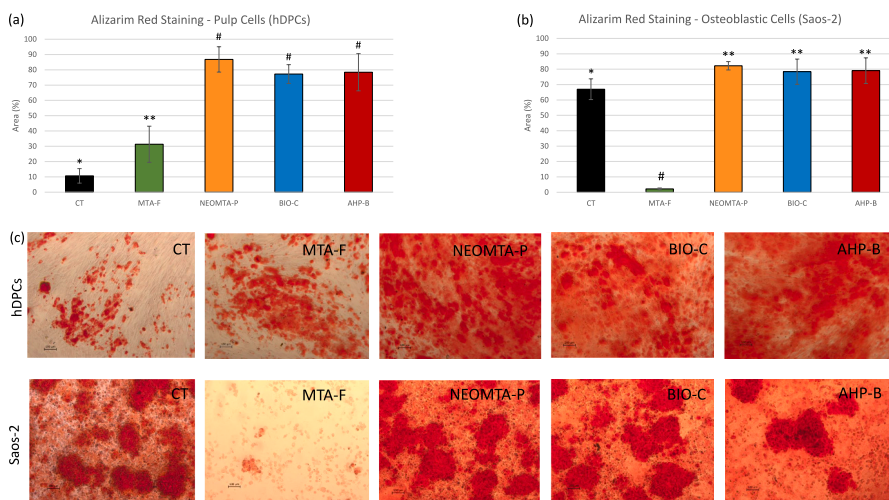 (a)
Alizarim Red Staining - Pulp Cells (hDPCs)
Area (%)
100
90
80
70
60
50
40
30
20
10
0
*
**
#
#
#
CT
MTA-F
NEOMTA-P
BIO-C
AHP-B
(b)
Alizarim Red Staining - Osteoblastic Cells (Saos-2)
Area (%)
100
90
80
70
60
50
40
30
20
10
0
*
#
**
**
**
CT
MTA-F
NEOMTA-P
BIO-C
AHP-B
(c)
hDPCs
CT
MTA-F
NEOMTA-P
BIO-C
AHP-B
Saos-2
CT
MTA-F
NEOMTA-P
BIO-C
AHP-B